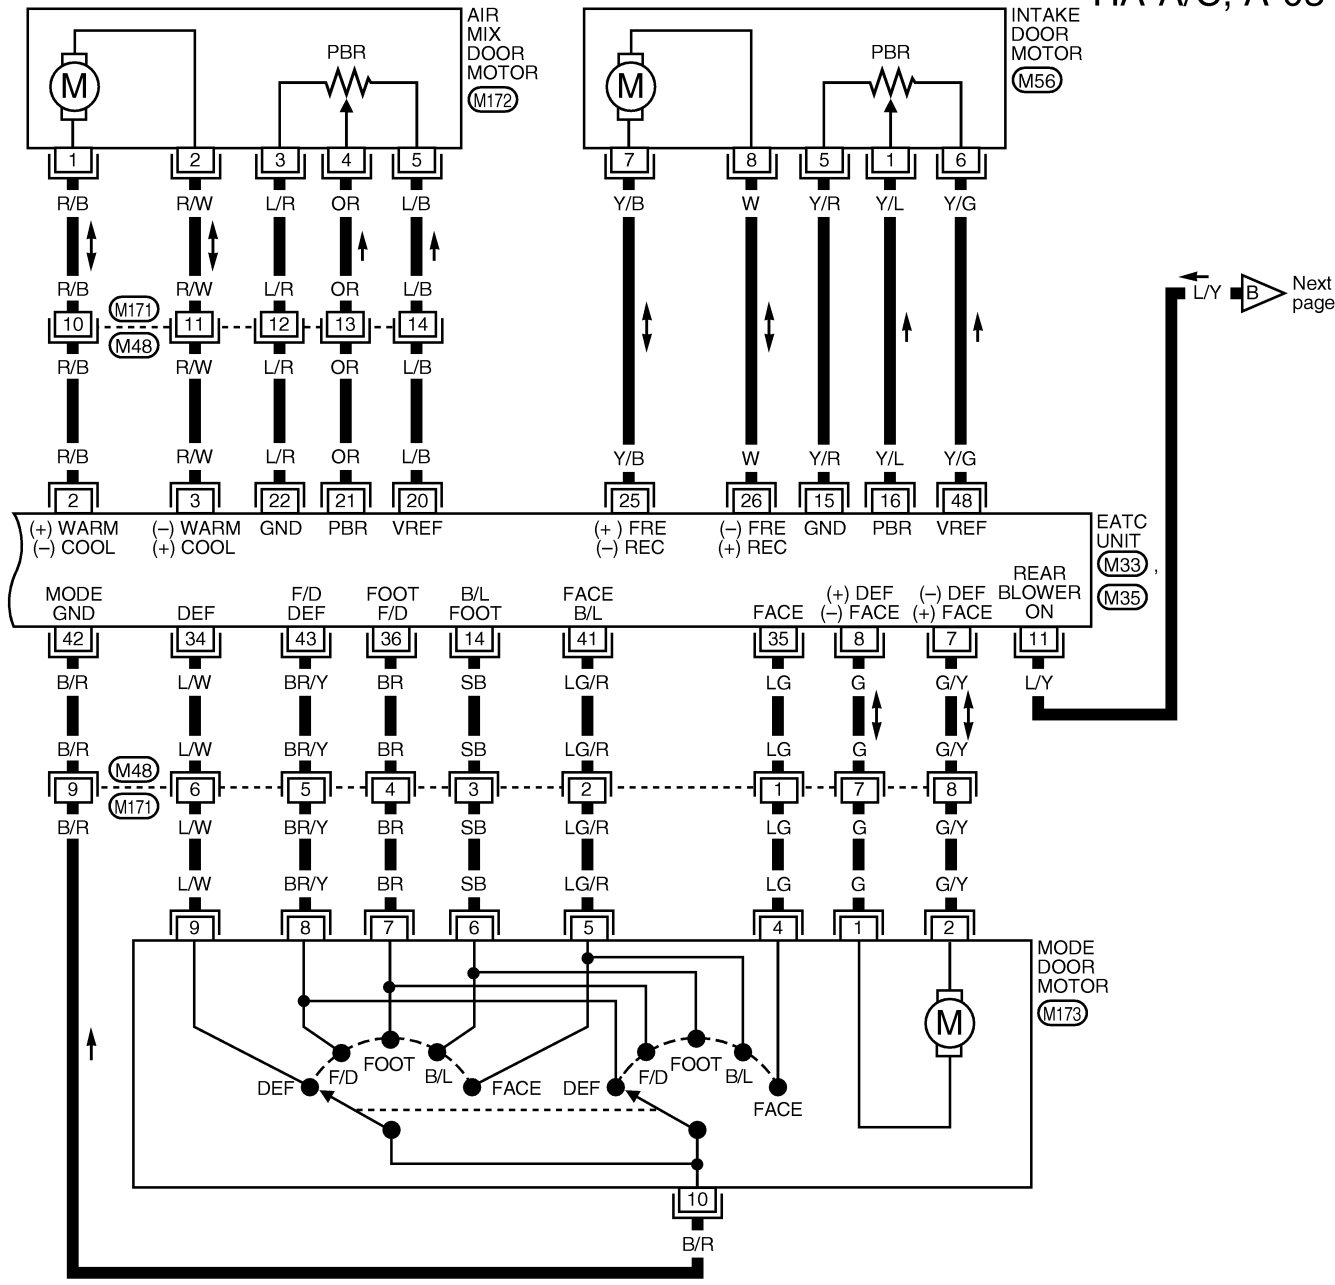 AIR
MIX
DOOR
MOTOR
M172
INTAKE
DOOR
MOTOR
M56
M
PBR
M
PBR
1 2 3 4 5 7 8 5 1 6
R/B R/W L/R OR L/B Y/B W Y/R Y/L Y/G
R/B R/W L/R OR L/B
L/Y B Next
page
M171
10 11 12 13 14
M48
R/B R/W L/R OR L/B
R/B R/W L/R OR L/B Y/B W Y/R Y/L Y/G
2 3 22 21 20 25 26 15 16 48
(+) WARM (–) WARM GND PBR VREF (+ ) FRE (–) FRE GND PBR VREF
(–) COOL (+) COOL (–) REC (+) REC
EATC
UNIT
M33 ,
M35
MODE
GND
DEF
F/D
DEF
FOOT
F/D
B/L
FOOT
FACE
B/L
FACE
(+) DEF
(–) FACE
(–) DEF
(+) FACE
REAR
BLOWER
ON
42 34 43 36 14 41 35 8 7 11
B/R L/W BR/Y BR SB LG/R LG G G/Y L/Y
B/R L/W BR/Y BR SB LG/R LG G G/Y
M48
9 6 5 4 3 2 1 7 8
M171
B/R L/W BR/Y BR SB LG/R LG G G/Y
L/W BR/Y BR SB LG/R LG G G/Y
9 8 7 6 5 4 1 2
MODE
DOOR
MOTOR
M173
M
DEF F/D FOOT B/L FACE
DEF F/D FOOT B/L FACE
10
B/R